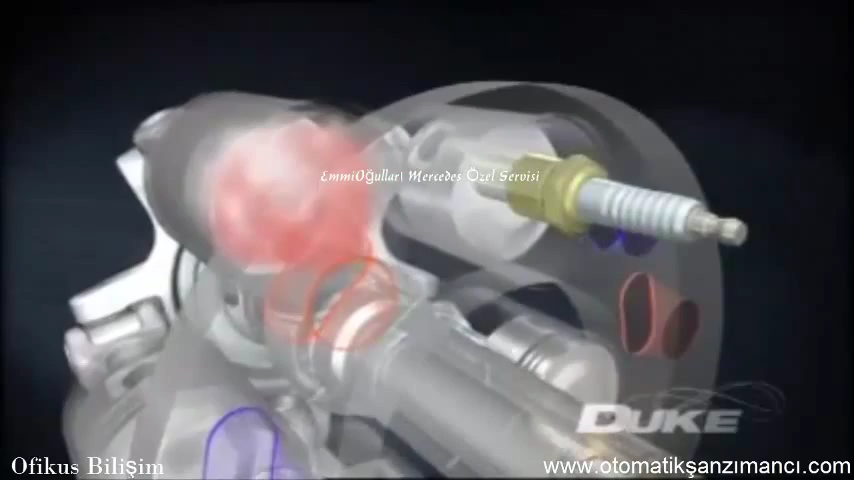 EmmiOğulları Mercedes Özel Servisi
DUKE
Ofikus Bilişim
www.otomatikşanzımancı.com